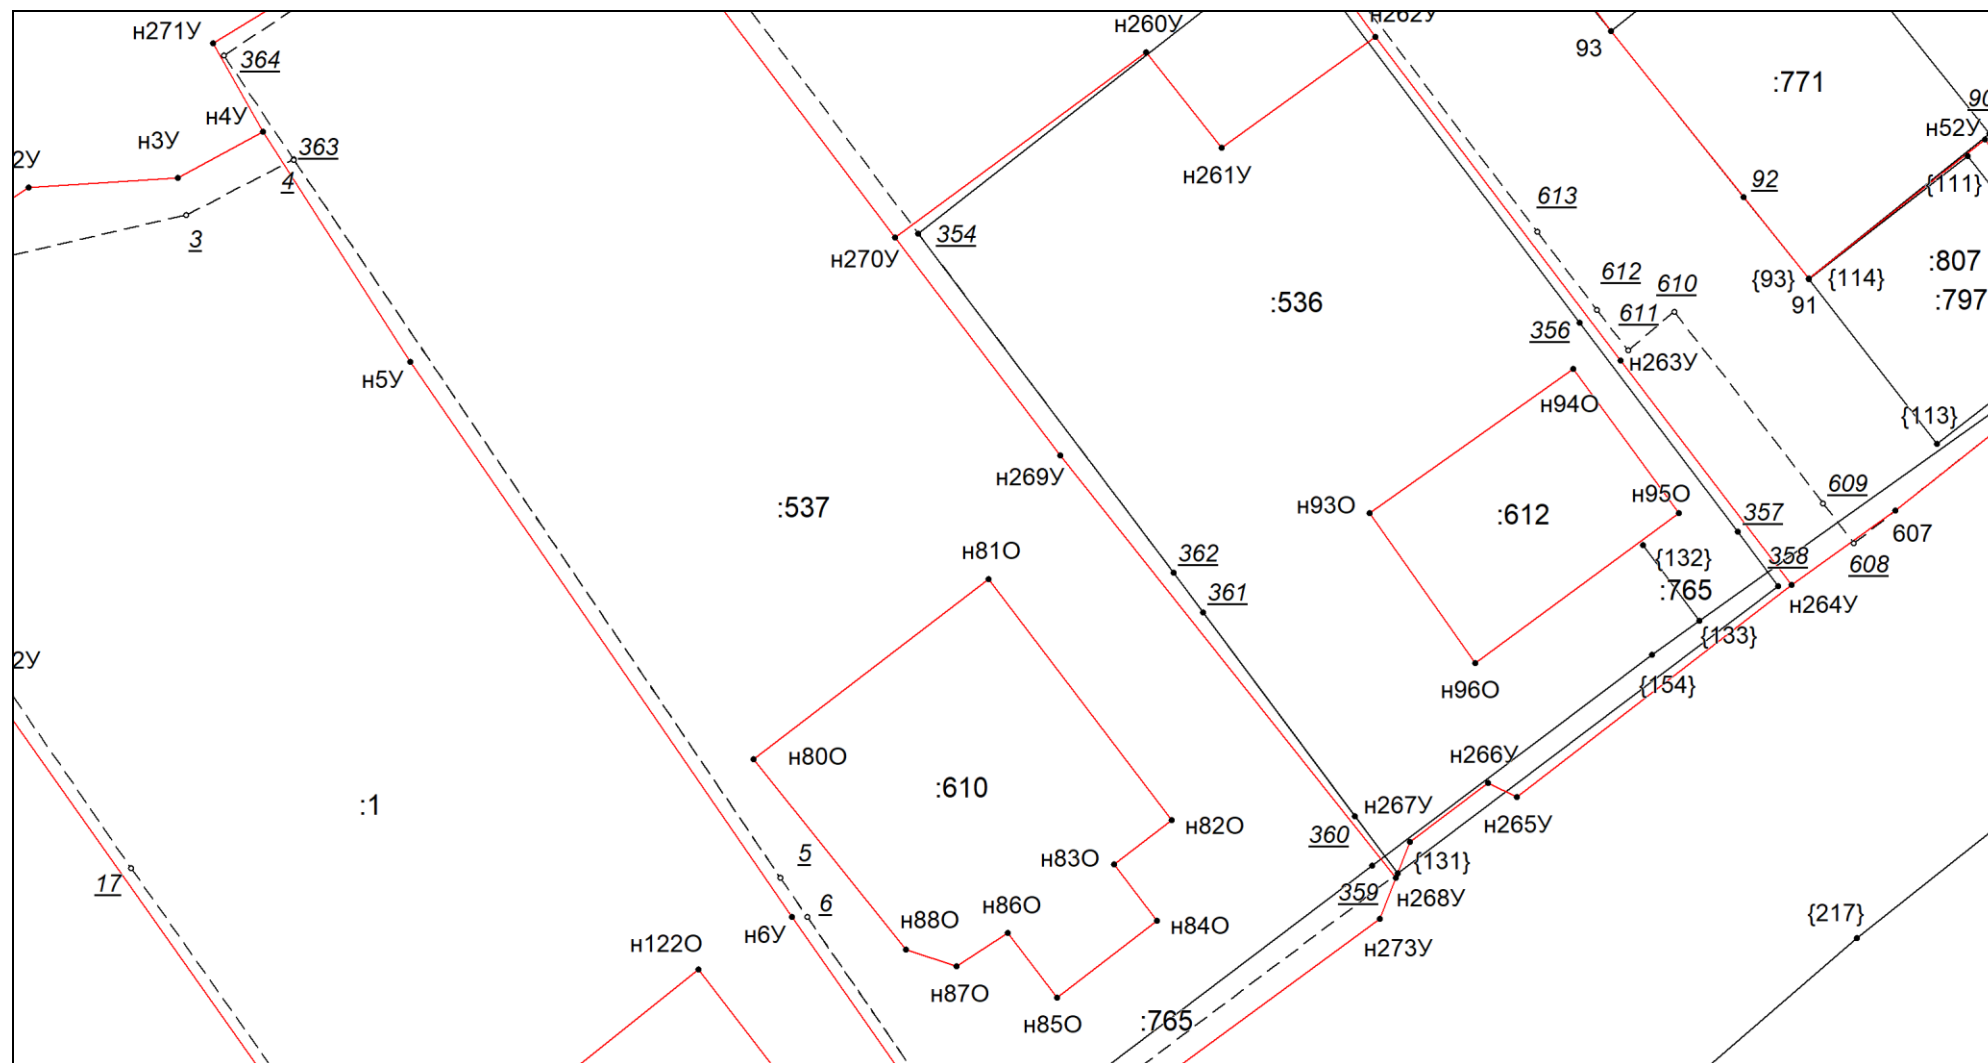 н271У
364
н4У
н3У
363
4
2У
3
н5У
н260У
н262У
93
:771
90
н52У
{111}
н261У
92
613
354
н270У
:536
612
610
611
356
н263У
{93}
{114}
91
:807
:797
{113}
н94О
н269У
:537
н93О
н95О
:612
609
357
607
608
358
{132}
:765
н264У
{133}
362
361
н81О
2У
н96О
{154}
н80О
:610
:1
н266У
н265У
н267У
360
н82О
н83О
{131}
359
н268У
17
5
6
н6У
н88О
н86О
н84О
н273У
{217}
н122О
н87О
н85О
:765